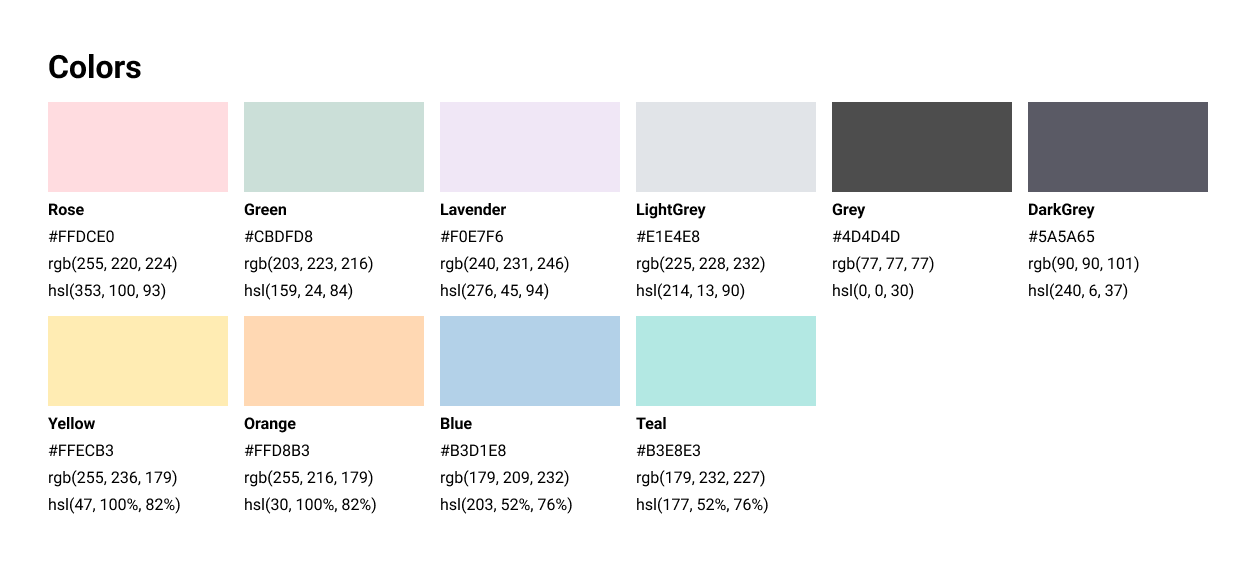 Colors
Rose
#FFDCE0
rgb(255, 220, 224)
hsl(353, 100, 93)
Green
#CBDFD8
rgb(203, 223, 216)
hsl(159, 24, 84)
Lavender
#F0E7F6
rgb(240, 231, 246)
hsl(276, 45, 94)
LightGrey
#E1E4E8
rgb(225, 228, 232)
hsl(214, 13, 90)
Grey
#4D4D4D
rgb(77, 77, 77)
hsl(0, 0, 30)
DarkGrey
#5A5A65
rgb(90, 90, 101)
hsl(240, 6, 37)
Yellow
#FFECB3
rgb(255, 236, 179)
hsl(47, 100%, 82%)
Orange
#FFD8B3
rgb(255, 216, 179)
hsl(30, 100%, 82%)
Blue
#B3D1E8
rgb(179, 209, 232)
hsl(203, 52%, 76%)
Teal
#B3E8E3
rgb(179, 232, 227)
hsl(177, 52%, 76%)